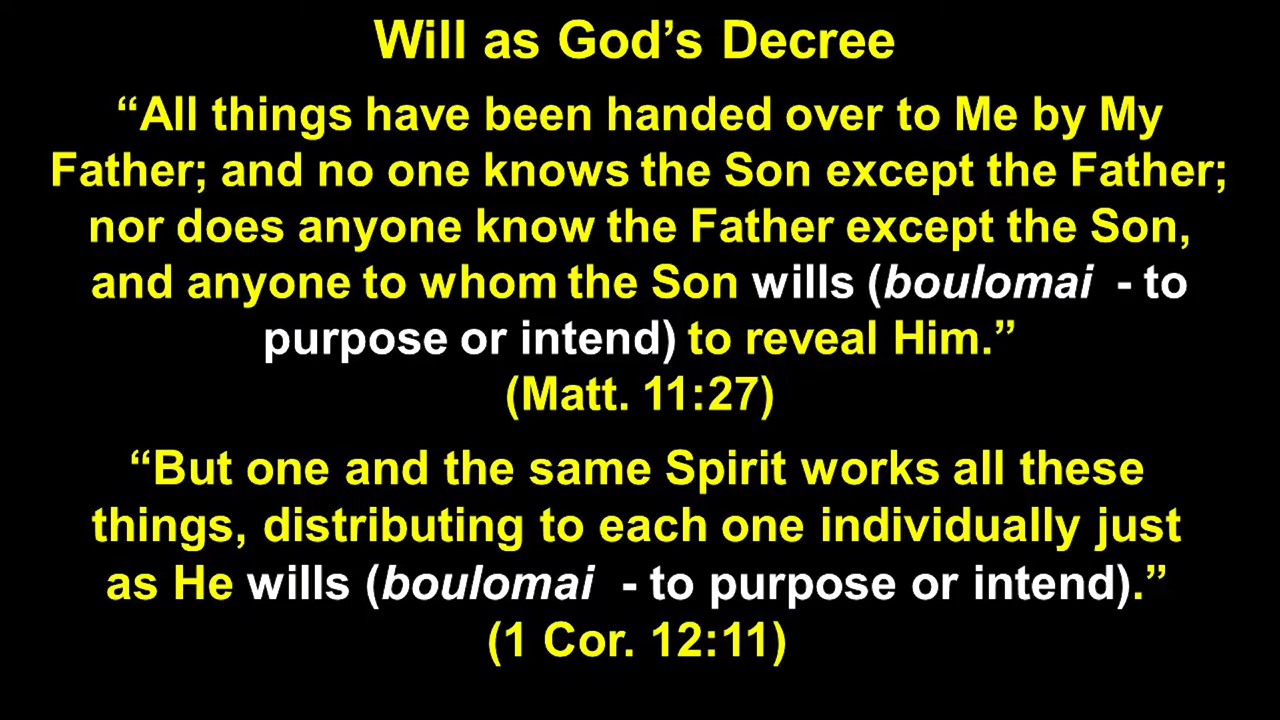 Will as God’s Decree
“All things have been handed over to Me by My
Father; and no one knows the Son except the Father;
nor does anyone know the Father except the Son,
and anyone to whom the Son wills (boulomai - to
purpose or intend) to reveal Him.”
(Matt. 11:27)
“But one and the same Spirit works all these
things, distributing to each one individually just
as He wills (boulomai - to purpose or intend).”
(1 Cor. 12:11)